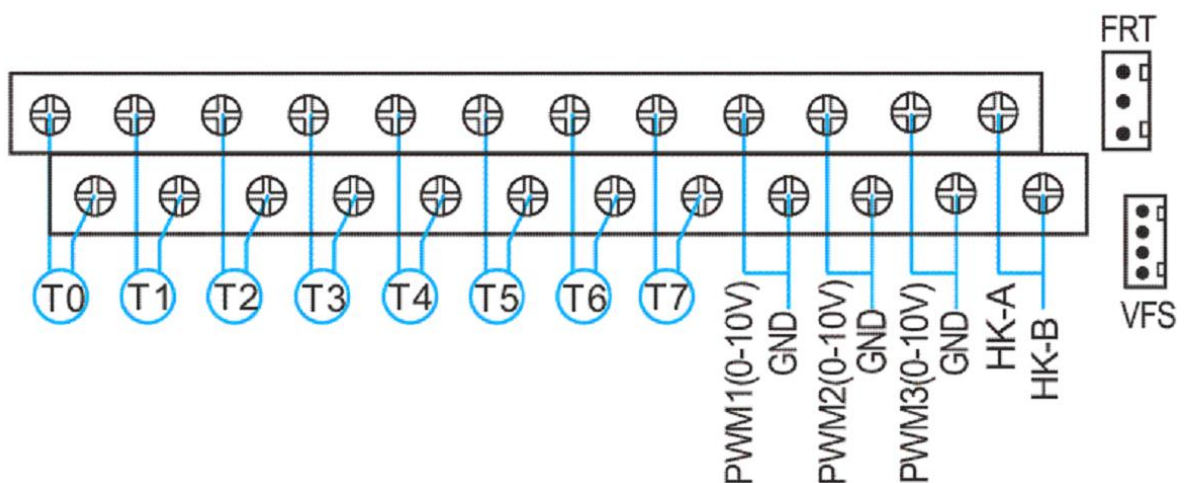 FRT
T0
T1
T2
T3
T4
T5
T6
T7
PWM1(0-10V)
GND
PWM2(0-10V)
GND
PWM3(0-10V)
GND
HK-A
HK-B
VFS